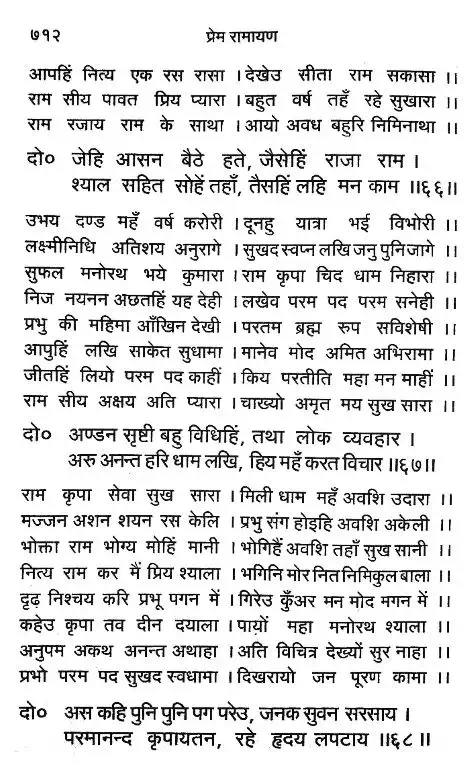 ७१२ प्रेम रामायण
आपहिं नित्य एक रस रासा । देखेउ सीता राम सकासा ।।
राम सीय पावत प्रिय प्यारा । बहुत वर्ष तहँ रहे सुखारा ।।
राम रजाय राम के साथा । आयो अवध बहुरि निमिनाथा ।।
दो० जेहि आसन बैठे हते, जैसेहिं राजा राम ।
श्याल सहित सोहें तहाँ, तैसहिं लहि मन काम ।।६६।।
उभय दण्ड महँ वर्ष करोरी । दूनहु यात्रा भई विभोरी ।।
लक्ष्मीनिधि अतिशय अनुरागे । सुखद स्वप्न लखि जनु पुनि जागे ।।
सुफल मनोरथ भये कुमारा । राम कृपा चिद धाम निहारा ।।
निज नयनन अछतहिं यह देही । लखेव परम पद परम सनेही ।।
प्रभु की महिमा आँखिन देखी । परतम ब्रह्म रुप सविशेषी ।।
आपुहिं लखि साकेत सुधामा । मानेव मोद अमित अभिरामा ।।
जीतहिं लियो परम पद काहीं । किय परतीति महा मन माहीं ।।
राम सीय अक्षय अति प्यारा । चाख्यो अमृत मय सुख सारा ।।
दो० अण्डन सृष्टी बहु विधिहिं, तथा लोक व्यवहार ।
अरु अनन्त हरि धाम लखि, हिय महँ करत विचार ।।६७।।
राम कृपा सेवा सुख सारा । मिली धाम महँ अवशि उदारा ।।
मज्जन अशन शयन रस केलि । प्रभु संग होइहि अवशि अकेली ।।
भोक्ता राम भोग्य मोहिं मानी । भोगिहैं अवशि तहाँ सुख सानी ।।
नित्य राम कर मैं प्रिय श्याला । भगिनि मोर नित निमिकुल बाला ।।
दृढ़ निश्चय करि प्रभू पगन में । गिरेउ कुँअर मन मोद मगन में ।।
कहेउ कृपा तव दीन दयाला । पायों महा मनोरथ श्याला ।।
अनुपम अकथ अनन्त अथाहा । अति विचित्र देख्यों सुर नाहा ।।
प्रभो परम पद सुखद स्वधामा । दिखरायो जन पूरण कामा ।।
दो० अस कहि पुनि पुनि पग परेउ, जनक सुवन सरसाय ।
परमानन्द कृपायतन, रहे हृदय लपटाय ।।६८।।